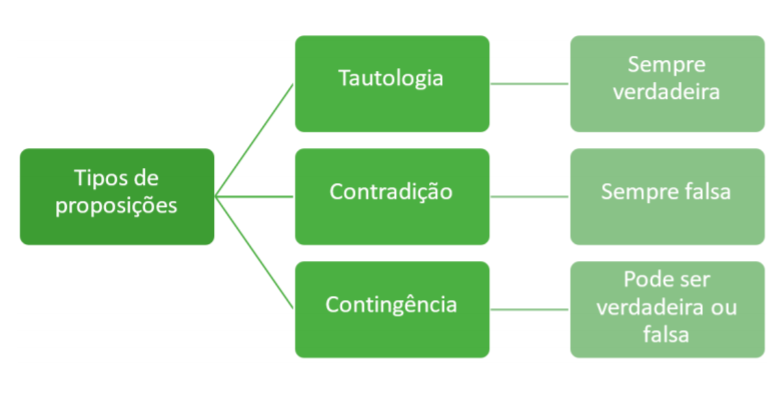 Tipos de
proposições
Tautologia
Sempre
verdadeira
Contradição
Sempre falsa
Contingência
Pode ser
verdadeira ou
falsa